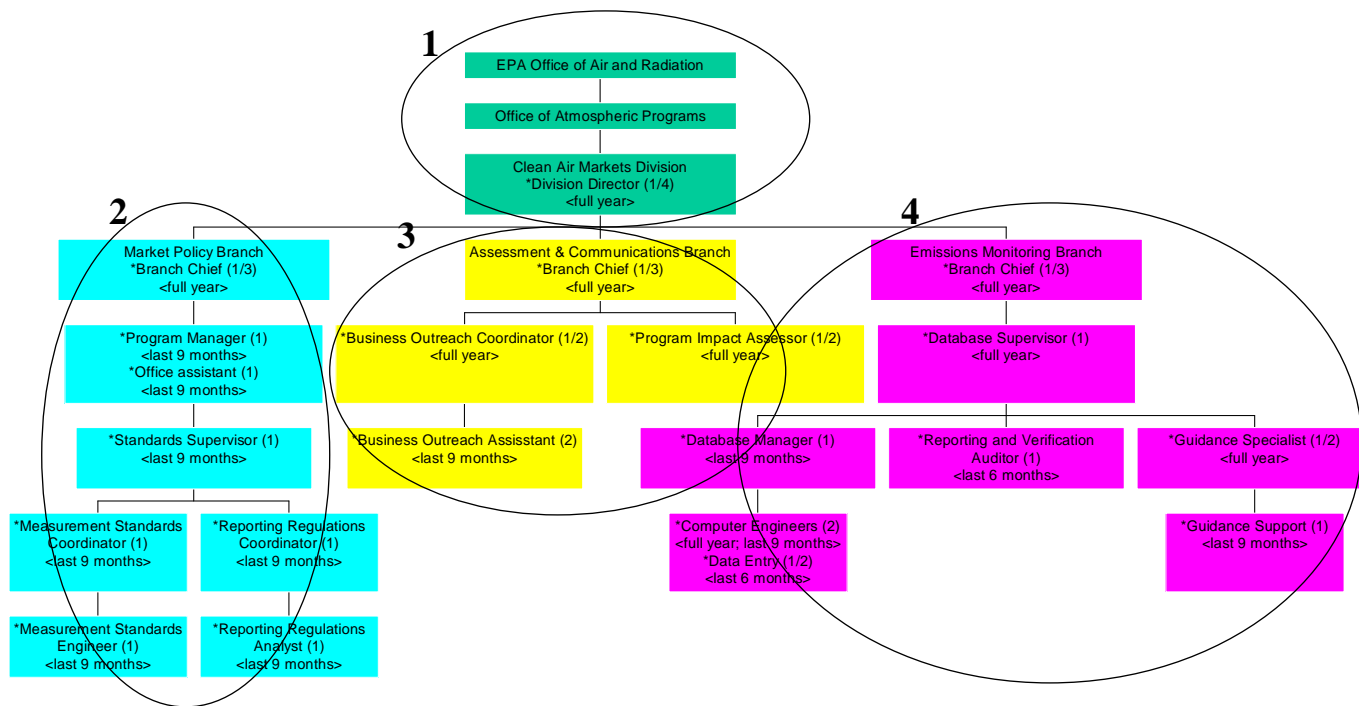 1
EPA Office of Air and Radiation
Office of Atmospheric Programs
Clean Air Markets Division
*Division Director (1/4)
<full year>
2
Market Policy Branch
*Branch Chief (1/3)
<full year>
*Program Manager (1)
<last 9 months>
*Office assistant (1)
<last 9 months>
*Standards Supervisor (1)
<last 9 months>
*Measurement Standards
Coordinator (1)
<last 9 months>
*Reporting Regulations
Coordinator (1)
<last 9 months>
*Measurement Standards
Engineer (1)
<last 9 months>
*Reporting Regulations
Analyst (1)
<last 9 months>
3
Assessment & Communications Branch
*Branch Chief (1/3)
<full year>
*Business Outreach Coordinator (1/2)
<full year>
*Program Impact Assessor (1/2)
<full year>
*Business Outreach Assistant (2)
<last 9 months>
4
Emissions Monitoring Branch
*Branch Chief (1/3)
<full year>
*Database Supervisor (1)
<full year>
*Database Manager (1)
<last 9 months>
*Reporting and Verification
Auditor (1)
<last 6 months>
*Guidance Specialist (1/2)
<full year>
*Computer Engineers (2)
<full year; last 9 months>
*Data Entry (1/2)
<last 6 months>
*Guidance Support (1)
<last 9 months>